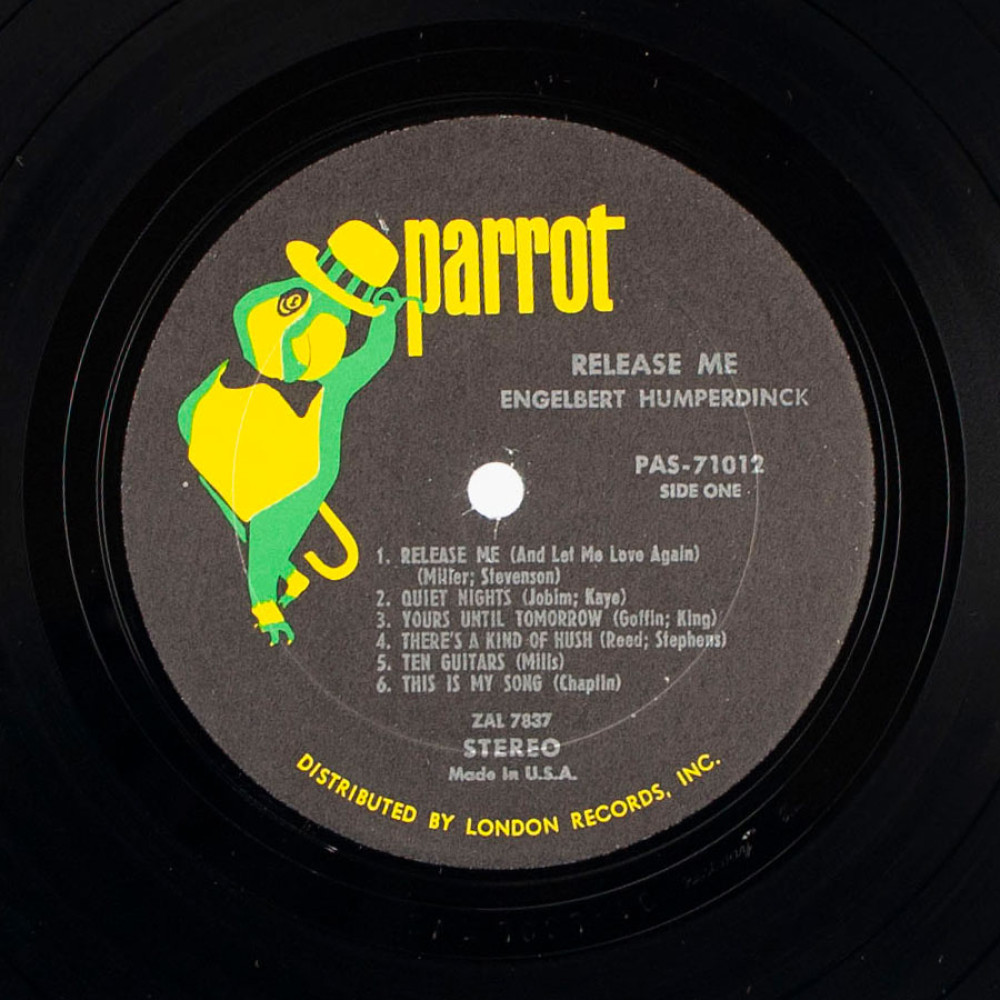 parrot
RELEASE ME
ENGELBERT HUMPERDINCK
PAS-71012
SIDE ONE
1. RELEASE ME (And Let Me Love Again)
(Miller; Stevenson)
2. QUIET NIGHTS (Jobim; Kaye)
3. YOURS UNTIL TOMORROW (Goffin; King)
4. THERE'S A KIND OF HUSH (Reed; Stephens)
5. TEN GUITARS (Mills)
6. THIS IS MY SONG (Chaplin)
ZAL 7837
STEREO
Made In U.S.A.
DISTRIBUTED BY LONDON RECORDS, INC.